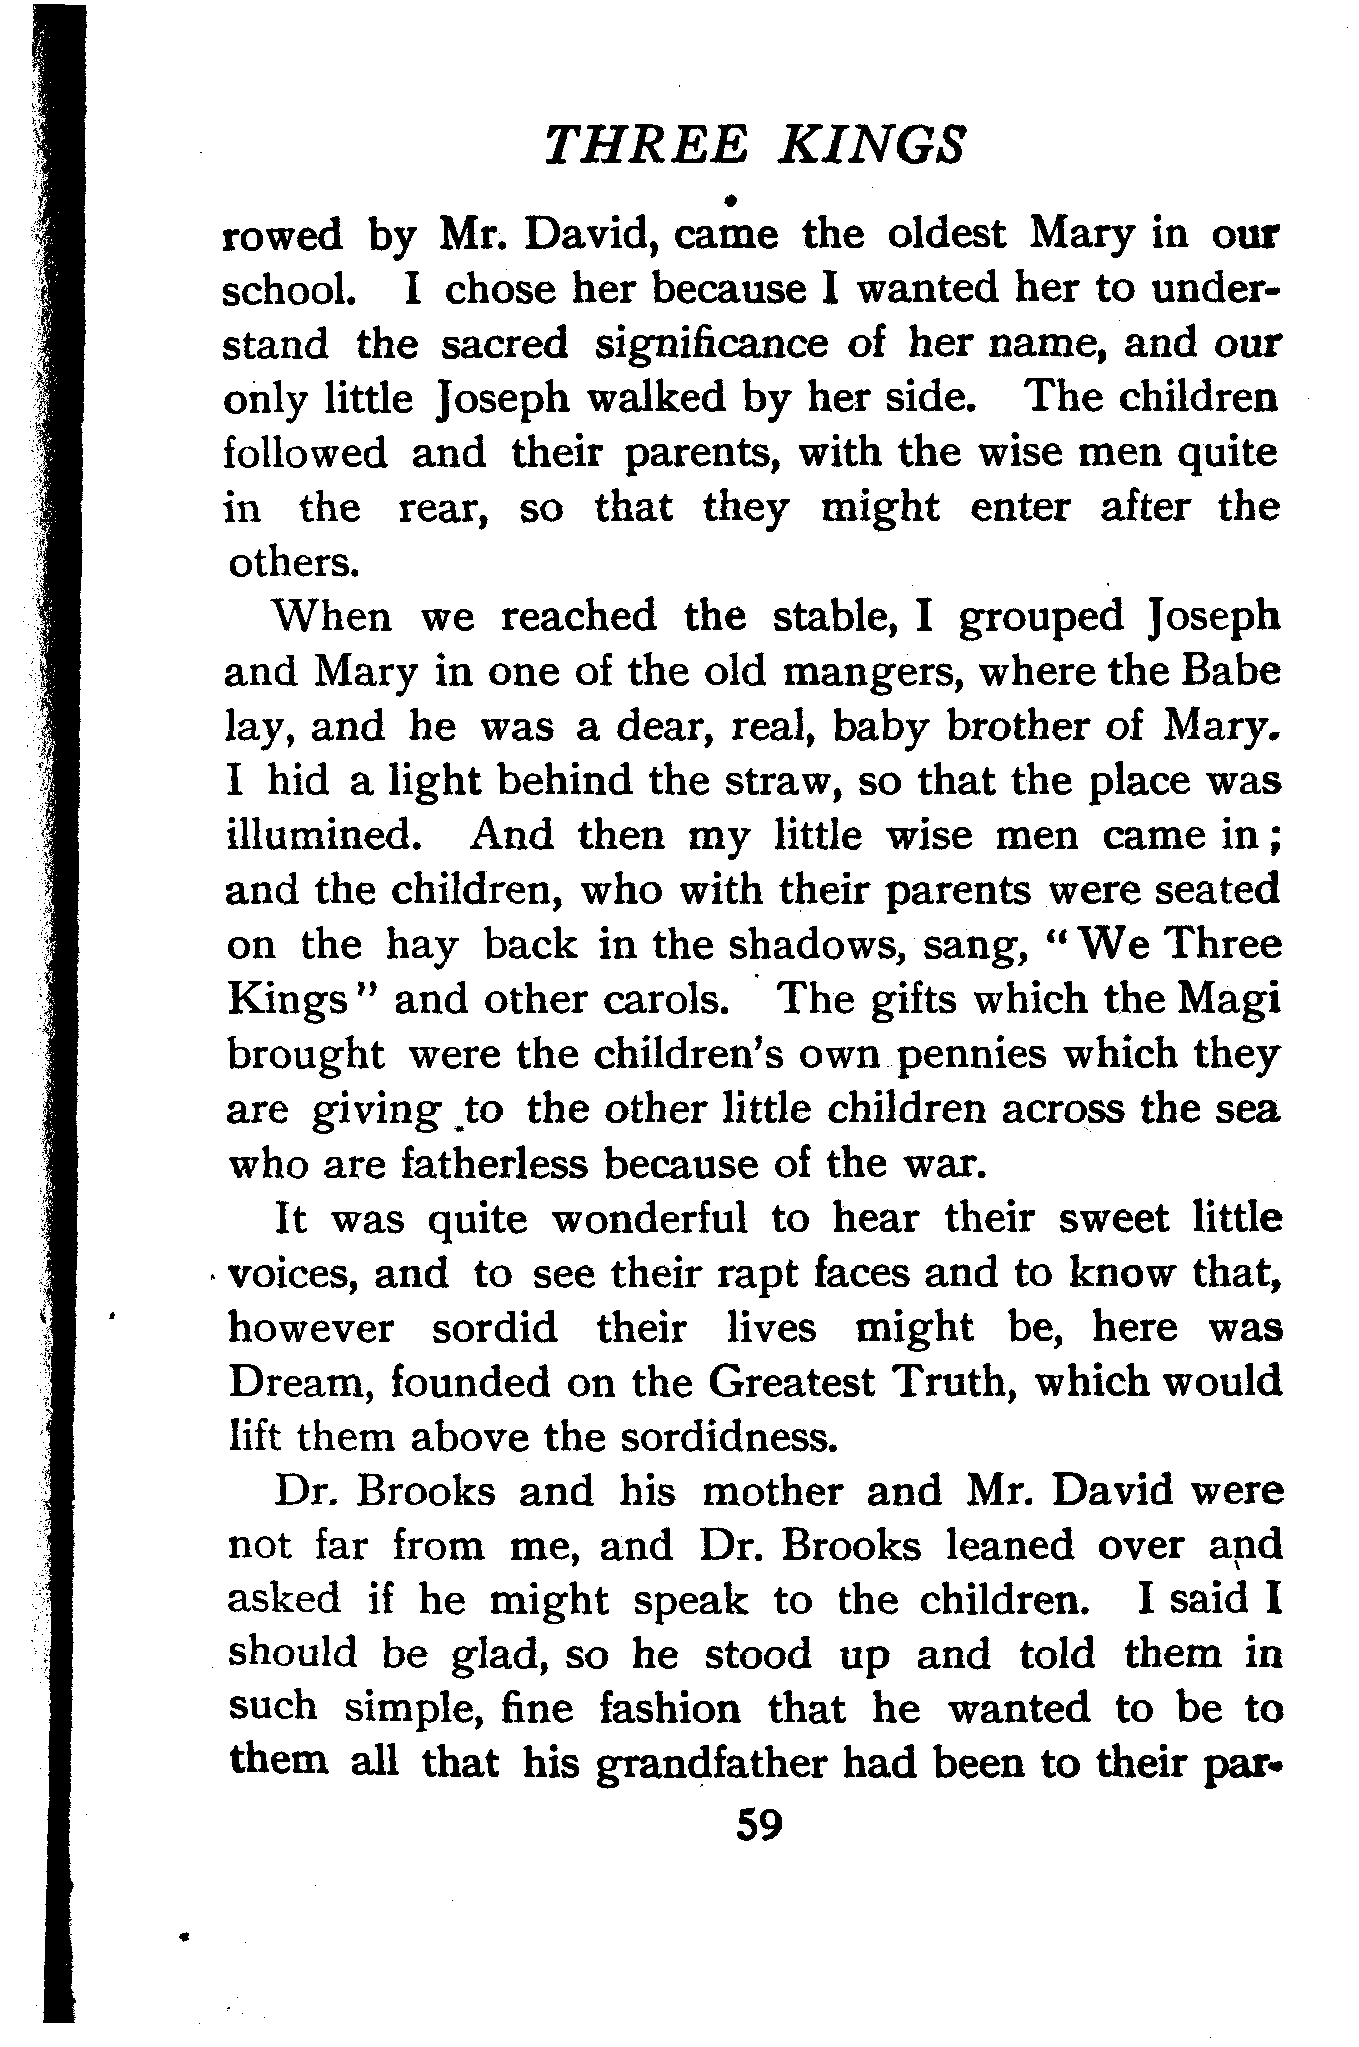 THREE KINGS
rowed by Mr. David, came the oldest Mary in our
school. I chose her because I wanted her to under-
stand the sacred significance of her name, and our
only little Joseph walked by her side. The children
followed and their parents, with the wise men quite
in the rear, so that they might enter after the
others.
When we reached the stable, I grouped Joseph
and Mary in one of the old mangers, where the Babe
lay, and he was a dear, real, baby brother of Mary.
I hid a light behind the straw, so that the place was
illumined. And then my little wise men came in;
and the children, who with their parents were seated
on the hay back in the shadows, sang, "We Three
Kings" and other carols. The gifts which the Magi
brought were the children's own pennies which they
are giving to the other little children across the sea
who are fatherless because of the war.
It was quite wonderful to hear their sweet little
voices, and to see their rapt faces and to know that,
however sordid their lives might be, here was
Dream, founded on the Greatest Truth, which would
lift them above the sordidness.
Dr. Brooks and his mother and Mr. David were
not far from me, and Dr. Brooks leaned over and
asked if he might speak to the children. I said I
should be glad, so he stood up and told them in
such simple, fine fashion that he wanted to be to
them all that his grandfather had been to their par-
59